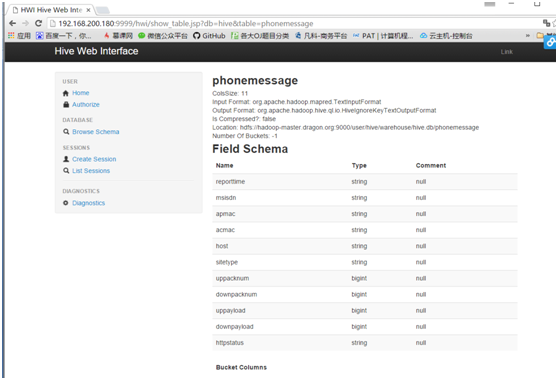 HWI Hive Web Inte
192.168.200.180:9999/hwi/show_table.jsp?db=hive&table=phonemessage
应用 百度一下，你... 慕课网 微信公众平台 GitHub 各大OJ题目分类 凡科-商务平台 PAT | 计算机程... 云主机-控制台
Hive Web Interface
Link
USER
Home
Authorize
DATABASE
Browse Schema
SESSIONS
Create Session
List Sessions
DIAGNOSTICS
Diagnostics
phonemessage
ColsSize: 11
Input Format: org.apache.hadoop.mapred.TextInputFormat
Output Format: org.apache.hadoop.hive.ql.io.HiveIgnoreKeyTextOutputFormat
Is Compressed?: false
Location: hdfs://hadoop-master.dragon.org:9000/user/hive/warehouse/hive.db/phonemessage
Number Of Buckets: -1
Field Schema
Name Type Comment
reporttime string null
msisdn string null
apmac string null
acmac string null
host string null
sitetype string null
uppacknum bigint null
downpacknum bigint null
uppayload bigint null
downpayload bigint null
httpstatus string null
Bucket Columns